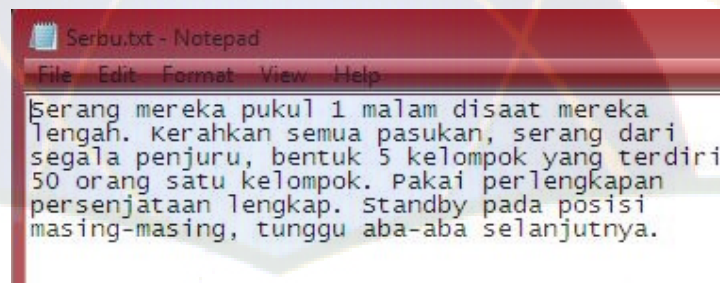 Serbu.txt - Notepad
File Edit Format View Help
Serang mereka pukul 1 malam disaat mereka
lengah. Kerahkan semua pasukan, serang dari
segala penjuru, bentuk 5 kelompok yang terdiri
50 orang satu kelompok. Pakai perlengkapan
persenjataan lengkap. Standby pada posisi
masing-masing, tunggu aba-aba selanjutnya.